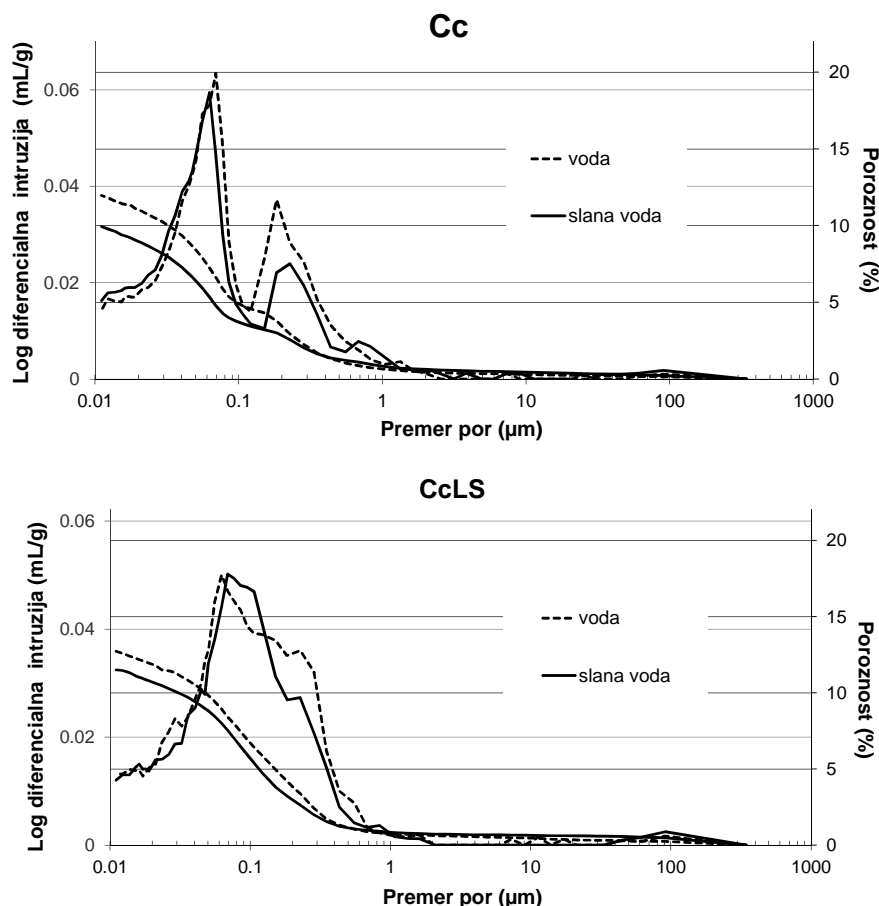 Cc
Log diferencialna intruzija (mL/g)
0.06
0.04
0.02
0
20
15
10
5
0
Poroznost (%)
voda
slana voda
0.01 0.1 1 10 100 1000
Premer por (µm)
CcLS
Log diferencialna intruzija (mL/g)
0.06
0.04
0.02
0
20
15
10
5
0
Poroznost (%)
voda
slana voda
0.01 0.1 1 10 100 1000
Premer por (µm)